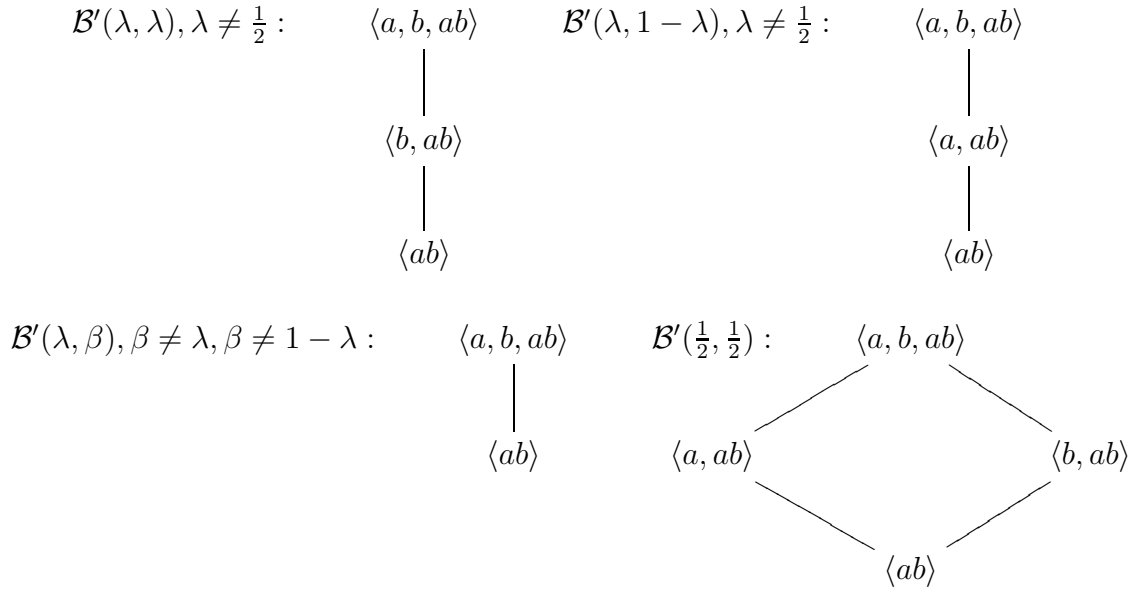 𝓑′(λ, λ), λ ≠ 1/2 : ⟨a, b, ab⟩ 𝓑′(λ, 1 − λ), λ ≠ 1/2 : ⟨a, b, ab⟩
⟨b, ab⟩ ⟨a, ab⟩
⟨ab⟩ ⟨ab⟩
𝓑′(λ, β), β ≠ λ, β ≠ 1 − λ : ⟨a, b, ab⟩ 𝓑′(1/2, 1/2) : ⟨a, b, ab⟩
⟨ab⟩ ⟨a, ab⟩ ⟨b, ab⟩
⟨ab⟩